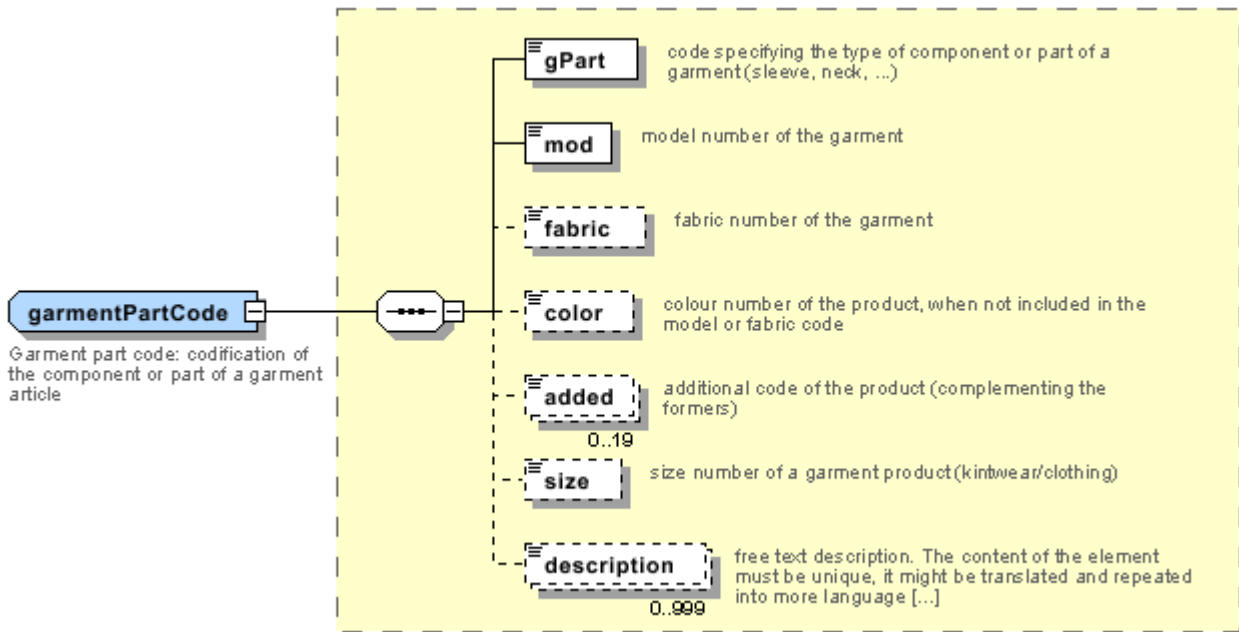 gPart
code specifying the type of component or part of a
garment (sleeve, neck, ...)
mod
model number of the garment
fabric
fabric number of the garment
garmentPartCode
Garment part code: codification of
the component or part of a garment
article
color
colour number of the product, when not included in the
model or fabric code
added
additional code of the product (complementing the
formers)
0..19
size
size number of a garment product (kintwear/clothing)
description
free text description. The content of the element
must be unique, it might be translated and repeated
into more language [...]
0..999